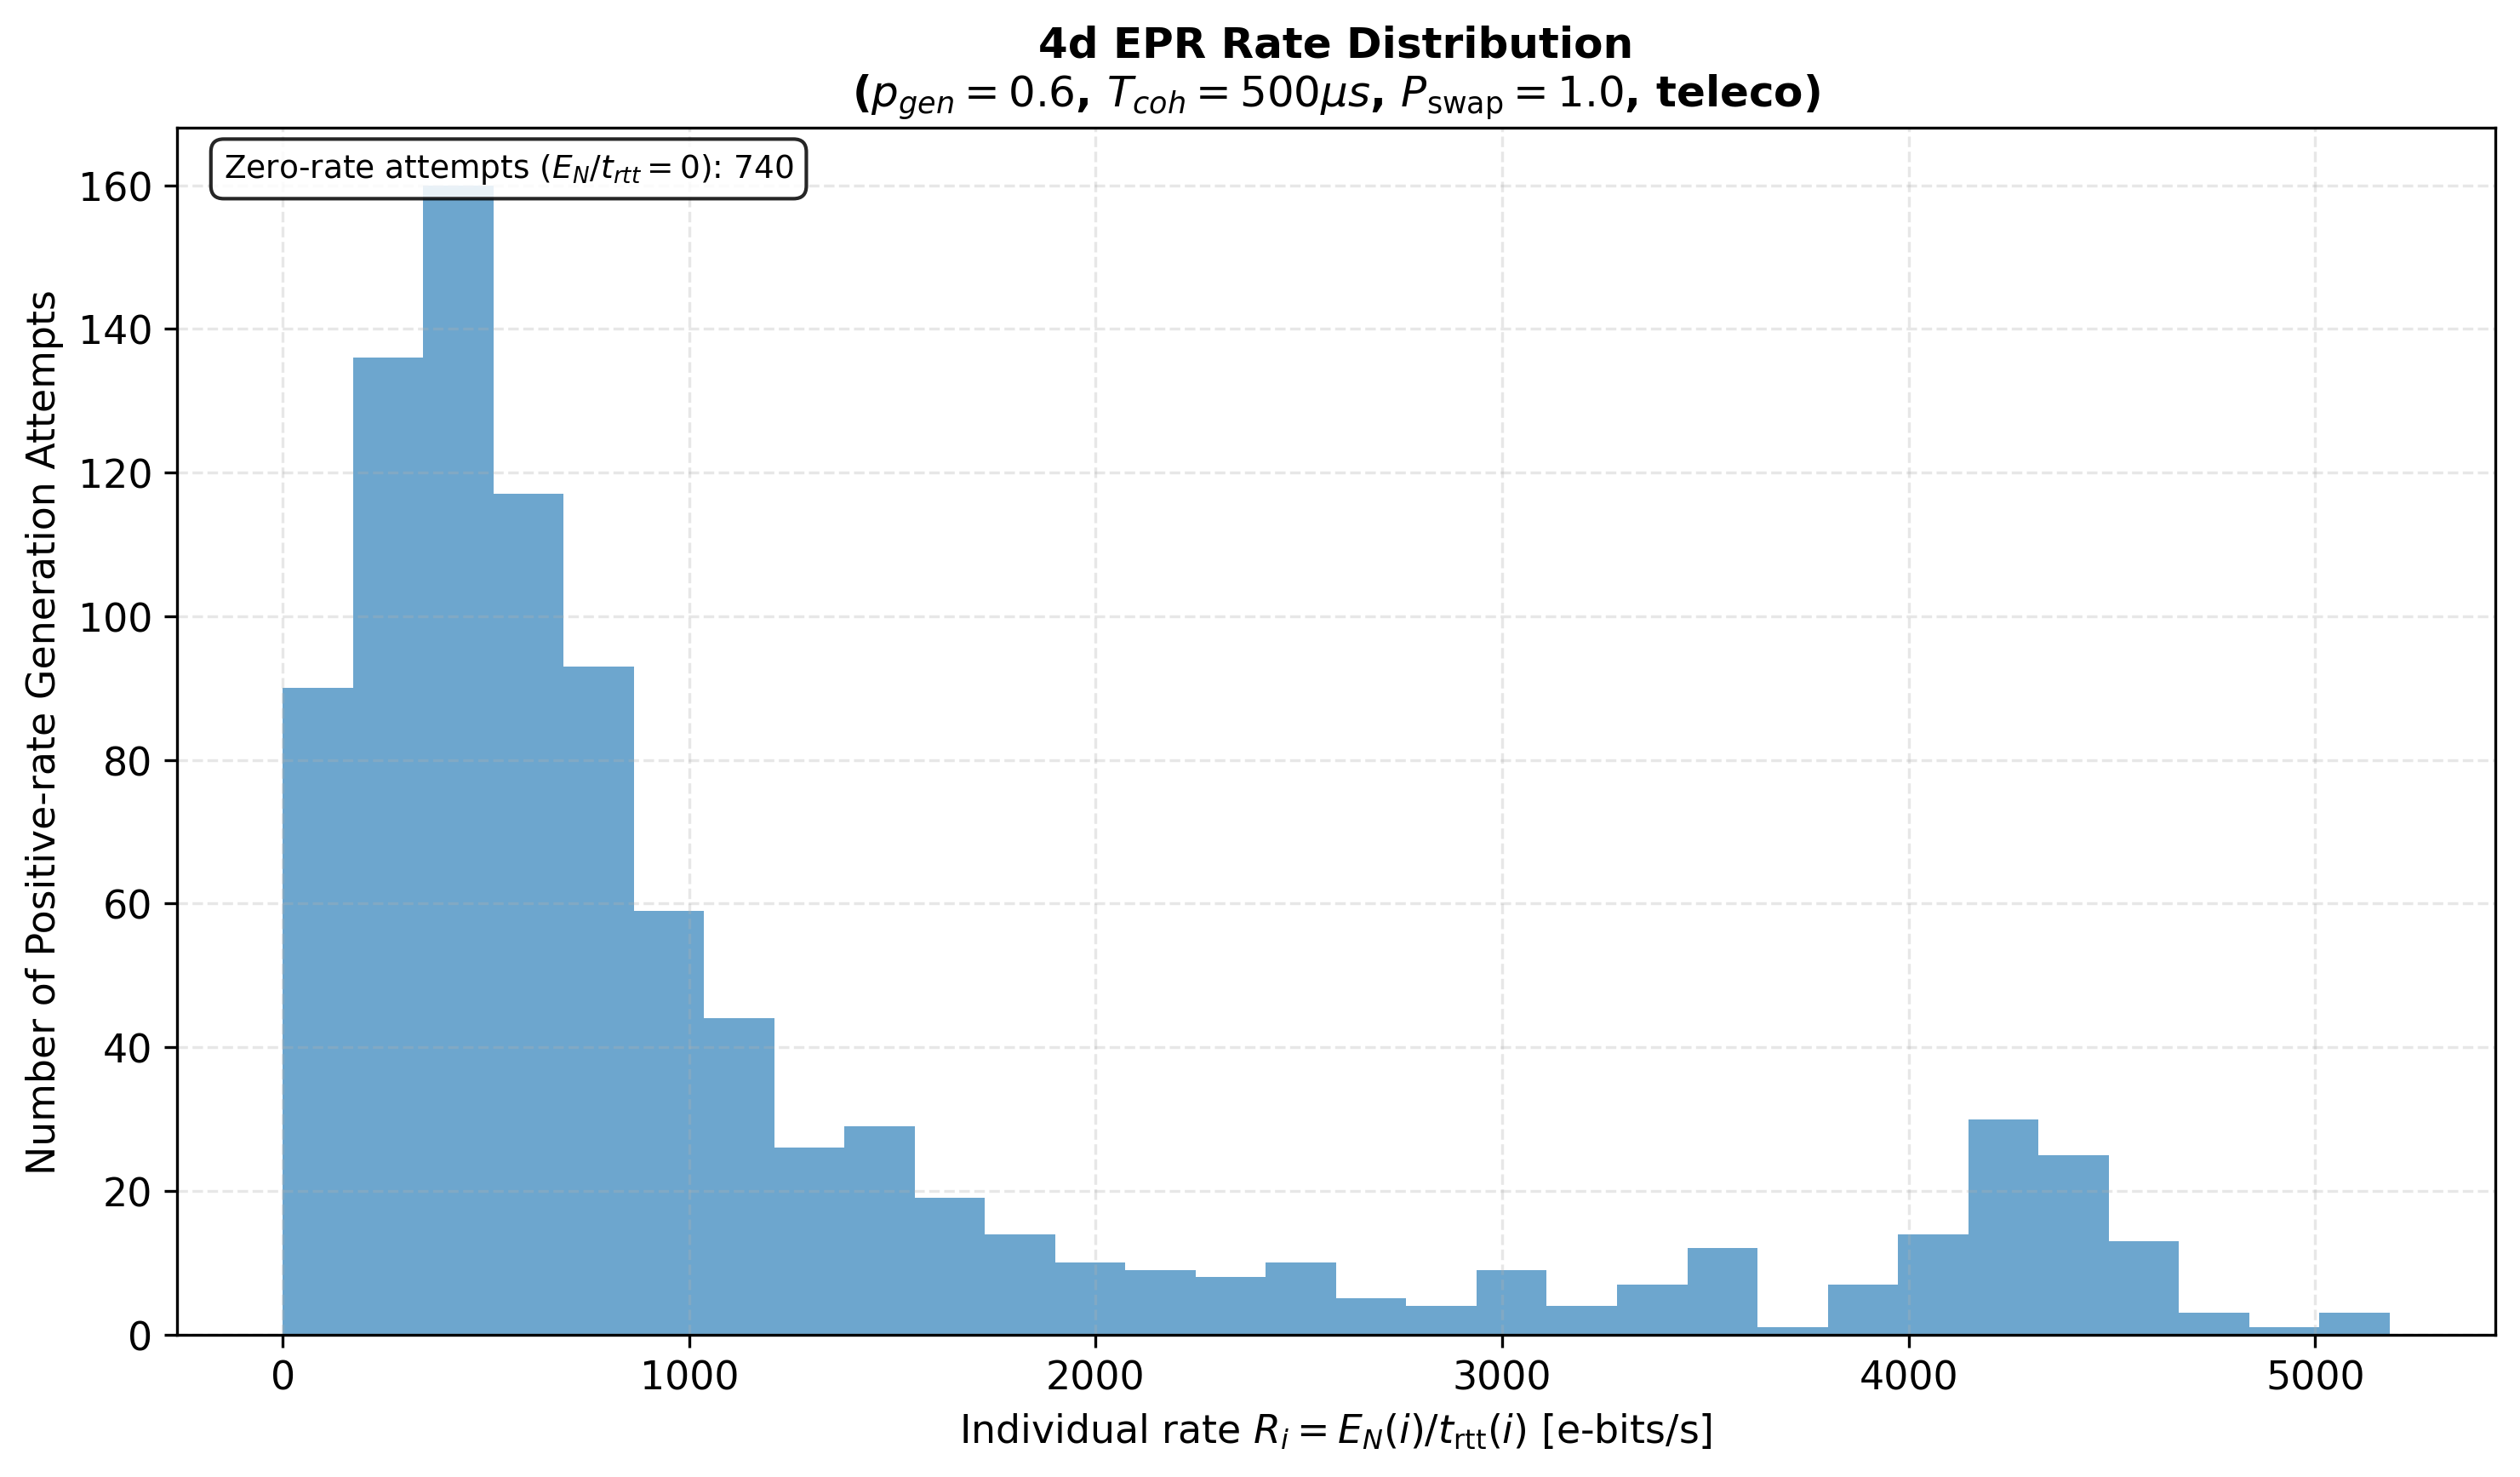 4d EPR Rate Distribution
(p_gen = 0.6, T_coh = 500μs, P_swap = 1.0, teleco)
Zero-rate attempts (E_N/t_rtt = 0): 740
Number of Positive-rate Generation Attempts
160
140
120
100
80
60
40
20
0
0 1000 2000 3000 4000 5000
Individual rate R_i = E_N(i)/t_rtt(i) [e-bits/s]